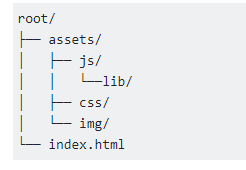 root/
├── assets/
│   ├── js/
│   │   └──lib/
│   ├── css/
│   └── img/
└── index.html